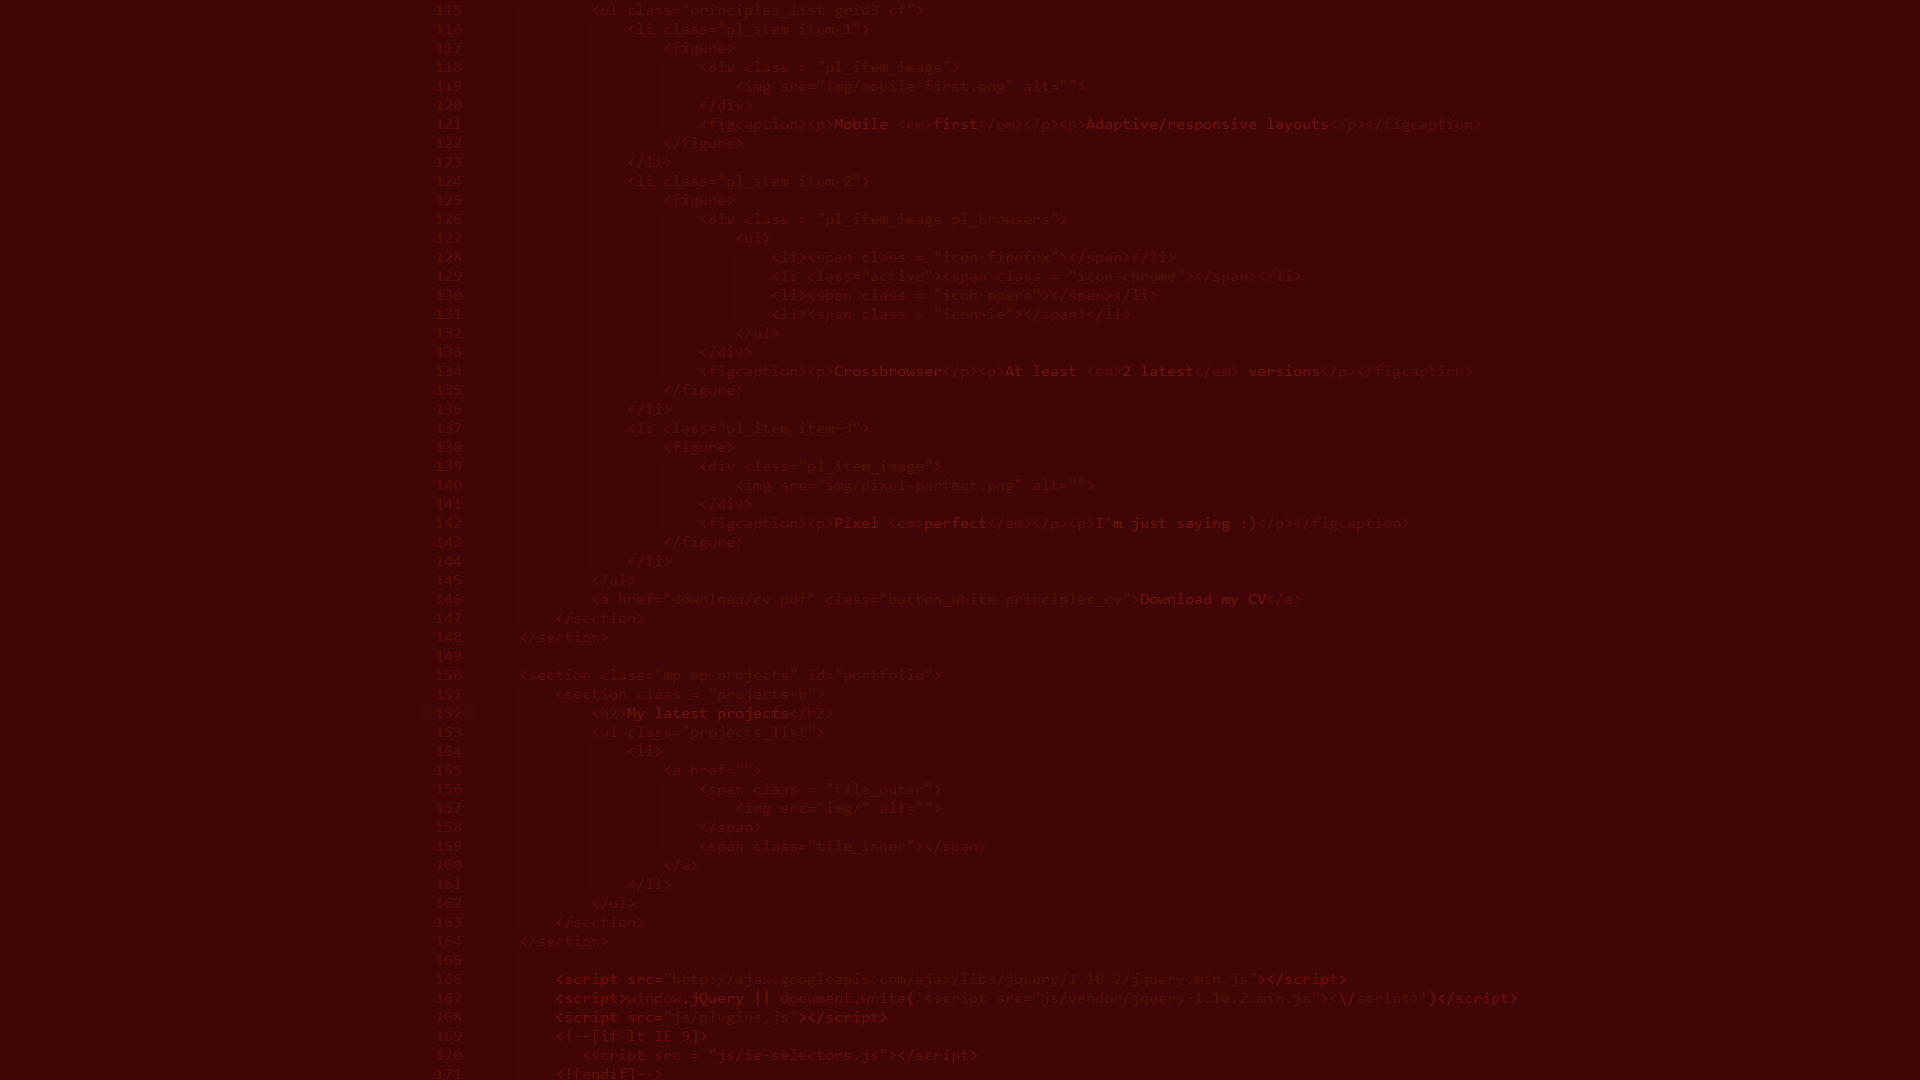 115 <ul class="principles_list grid3 cf">
116 <li class="pl_item item-1">
117 <figure>
118 <div class = "pl_item_image">
119 <img src="img/mobile-first.png" alt="">
120 </div>
121 <figcaption><p>Mobile <em>first</em></p><p>Adaptive/responsive layouts</p></figcaption>
122 </figure>
123 </li>
124 <li class="pl_item item-2">
125 <figure>
126 <div class = "pl_item_image pl_browsers">
127 <ul>
128 <li><span class = "icon-firefox"></span></li>
129 <li class="active"><span class = "icon-chrome"></span></li>
130 <li><span class = "icon-opera"></span></li>
131 <li><span class = "icon-ie"></span></li>
132 </ul>
133 </div>
134 <figcaption><p>Crossbrowser</p><p>At least <em>2 latest</em> versions</p></figcaption>
135 </figure>
136 </li>
137 <li class="pl_item item-3">
138 <figure>
139 <div class="pl_item_image">
140 <img src="img/pixel-perfect.png" alt="">
141 </div>
142 <figcaption><p>Pixel <em>perfect</em></p><p>I'm just saying :)</p></figcaption>
143 </figure>
144 </li>
145 </ul>
146 <a href="download/cv.pdf" class="button_white principles_cv">Download my CV</a>
147 </section>
148 </section>
149
150 <section class="mp mp-projects" id="portfolio">
151 <section class = "projects-b">
152 <h2>My latest projects</h2>
153 <ul class="projects_list">
154 <li>
155 <a href="">
156 <span class = "tile_outer">
157 <img src="img/" alt="">
158 </span>
159 <span class="tile_inner"></span>
160 </a>
161 </li>
162 </ul>
163 </section>
164 </section>
165
166 <script src="http://ajax.googleapis.com/ajax/libs/jquery/1.10.2/jquery.min.js"></script>
167 <script>window.jQuery || document.write('<script src="js/vendor/jquery-1.10.2.min.js"><\/script>')</script>
168 <script src="js/plugins.js"></script>
169 <!--[if lt IE 9]>
170 <script src = "js/ie-selectors.js"></script>
171 <![endif]-->